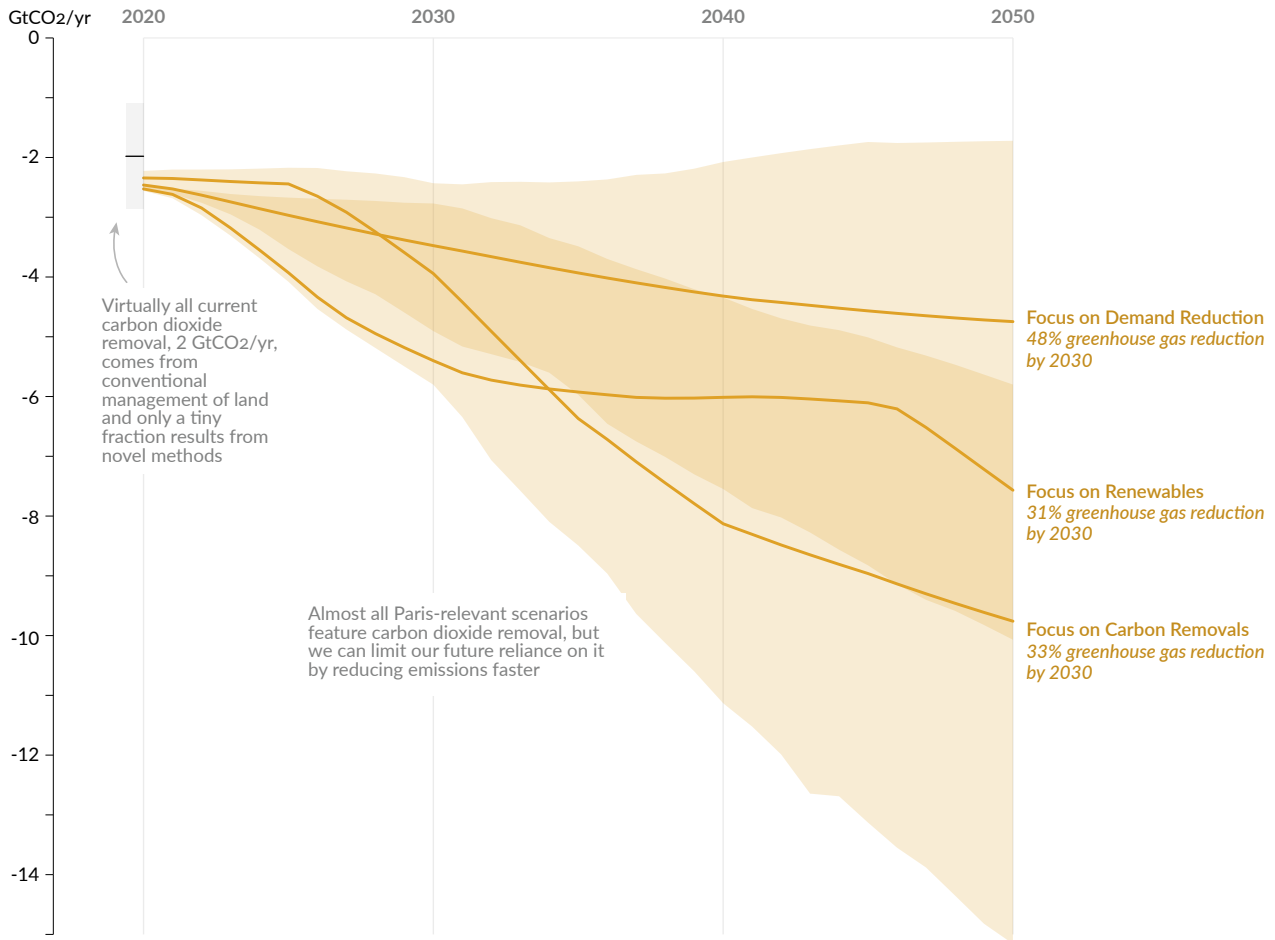 GtCO2/yr 2020 2030 2040 2050
0
-2
-4
-6
-8
-10
-12
-14
Virtually all current
carbon dioxide
removal, 2 GtCO2/yr,
comes from
conventional
management of land
and only a tiny
fraction results from
novel methods
Almost all Paris-relevant scenarios
feature carbon dioxide removal, but
we can limit our future reliance on it
by reducing emissions faster
Focus on Demand Reduction
48% greenhouse gas reduction
by 2030
Focus on Renewables
31% greenhouse gas reduction
by 2030
Focus on Carbon Removals
33% greenhouse gas reduction
by 2030